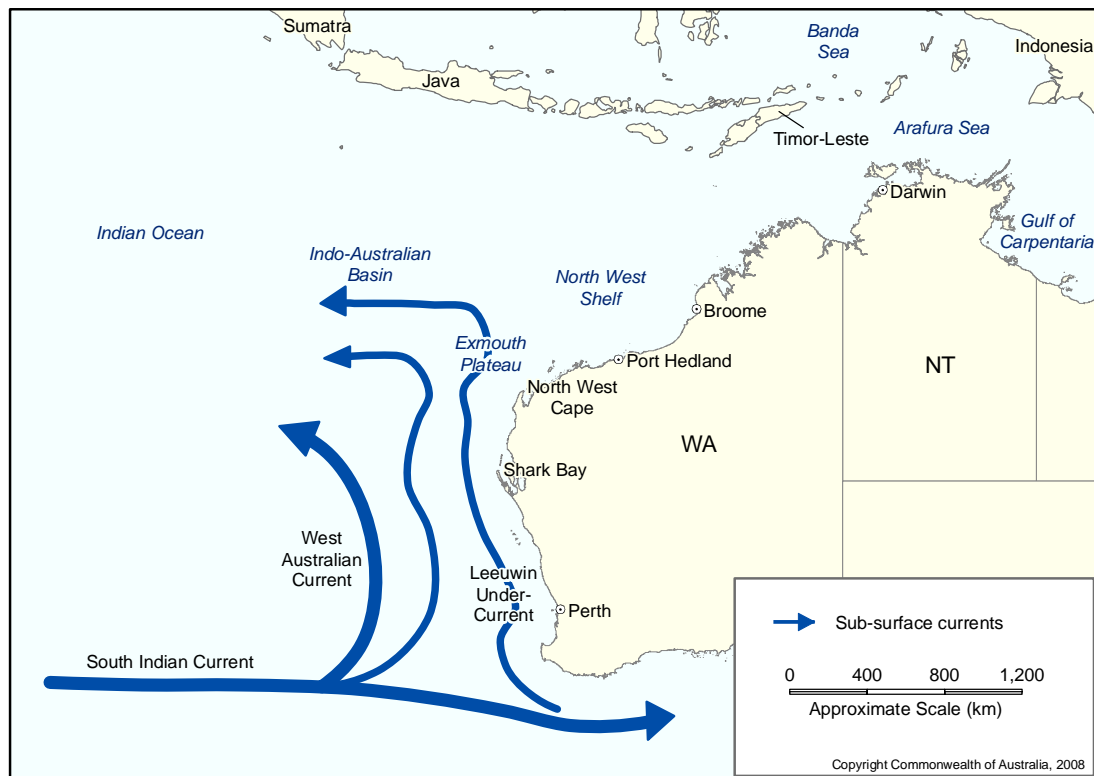 Sumatra
Banda
Sea
Indonesia
Java
Arafura Sea
Timor-Leste
Darwin
Indian Ocean
Gulf of
Carpentaria
Indo-Australian
Basin
North West
Shelf
Broome
Exmouth
Plateau
Port Hedland
NT
North West
Cape
WA
Shark Bay
West
Australian
Current
Leeuwin
Under-
Current
Perth
South Indian Current
Sub-surface currents
0 400 800 1,200
Approximate Scale (km)
Copyright Commonwealth of Australia, 2008